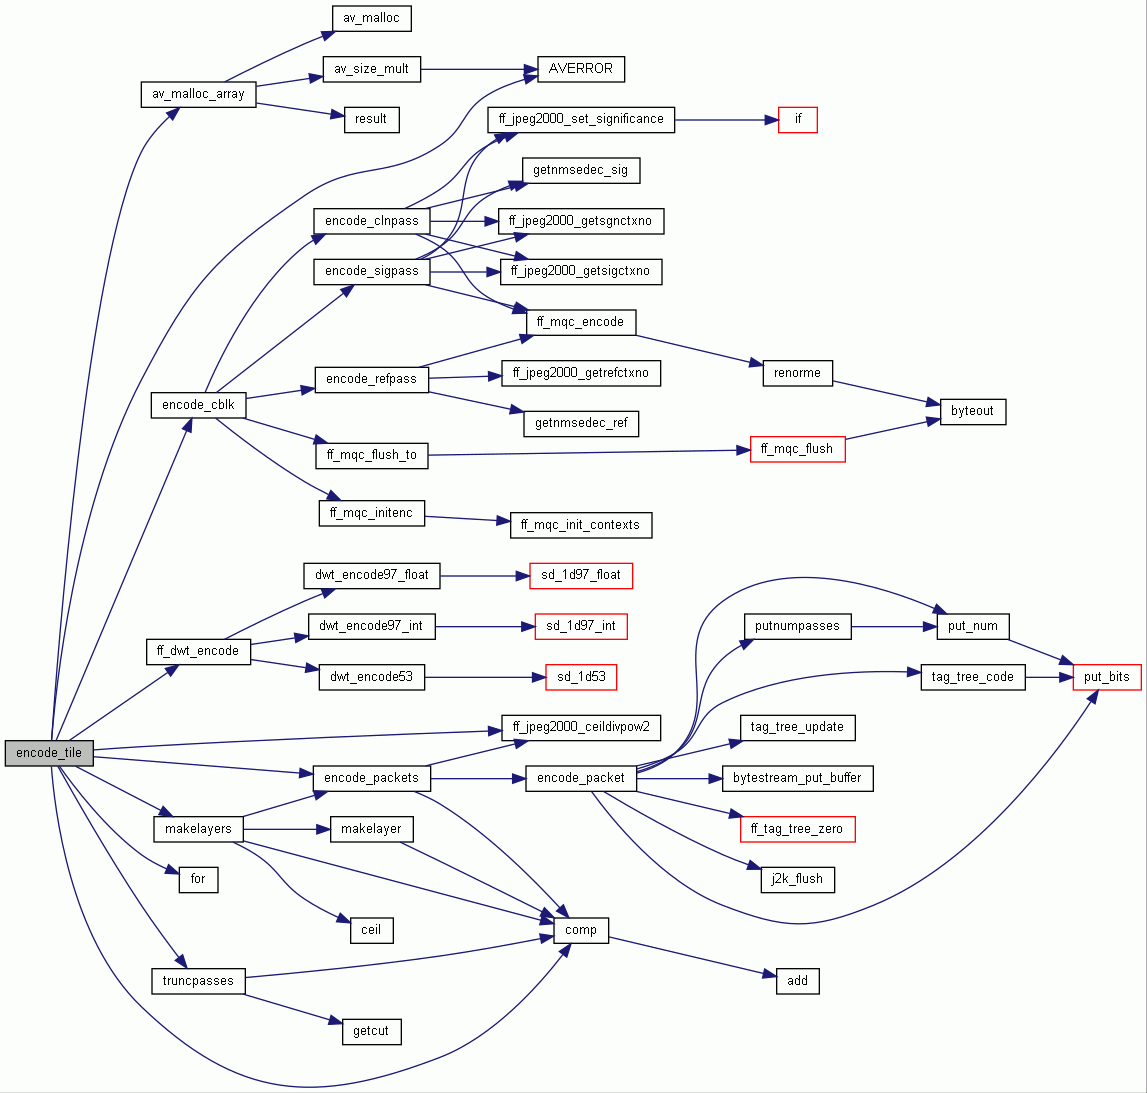 av_malloc
av_size_mult
AVERROR
av_malloc_array
result
ff_jpeg2000_set_significance
if
getnmsedec_sig
encode_clnpass
ff_jpeg2000_getsgnctxno
encode_sigpass
ff_jpeg2000_getsigctxno
ff_mqc_encode
encode_refpass
ff_jpeg2000_getrefctxno
renorme
encode_cblk
byteout
getnmsedec_ref
ff_mqc_flush_to
ff_mqc_flush
ff_mqc_initenc
ff_mqc_init_contexts
dwt_encode97_float
sd_1d97_float
dwt_encode97_int
sd_1d97_int
putnumpasses
put_num
ff_dwt_encode
dwt_encode53
sd_1d53
tag_tree_code
put_bits
ff_jpeg2000_ceildivpow2
tag_tree_update
encode_tile
encode_packets
encode_packet
bytestream_put_buffer
makelayers
makelayer
ff_tag_tree_zero
for
j2k_flush
ceil
comp
truncpasses
add
getcut